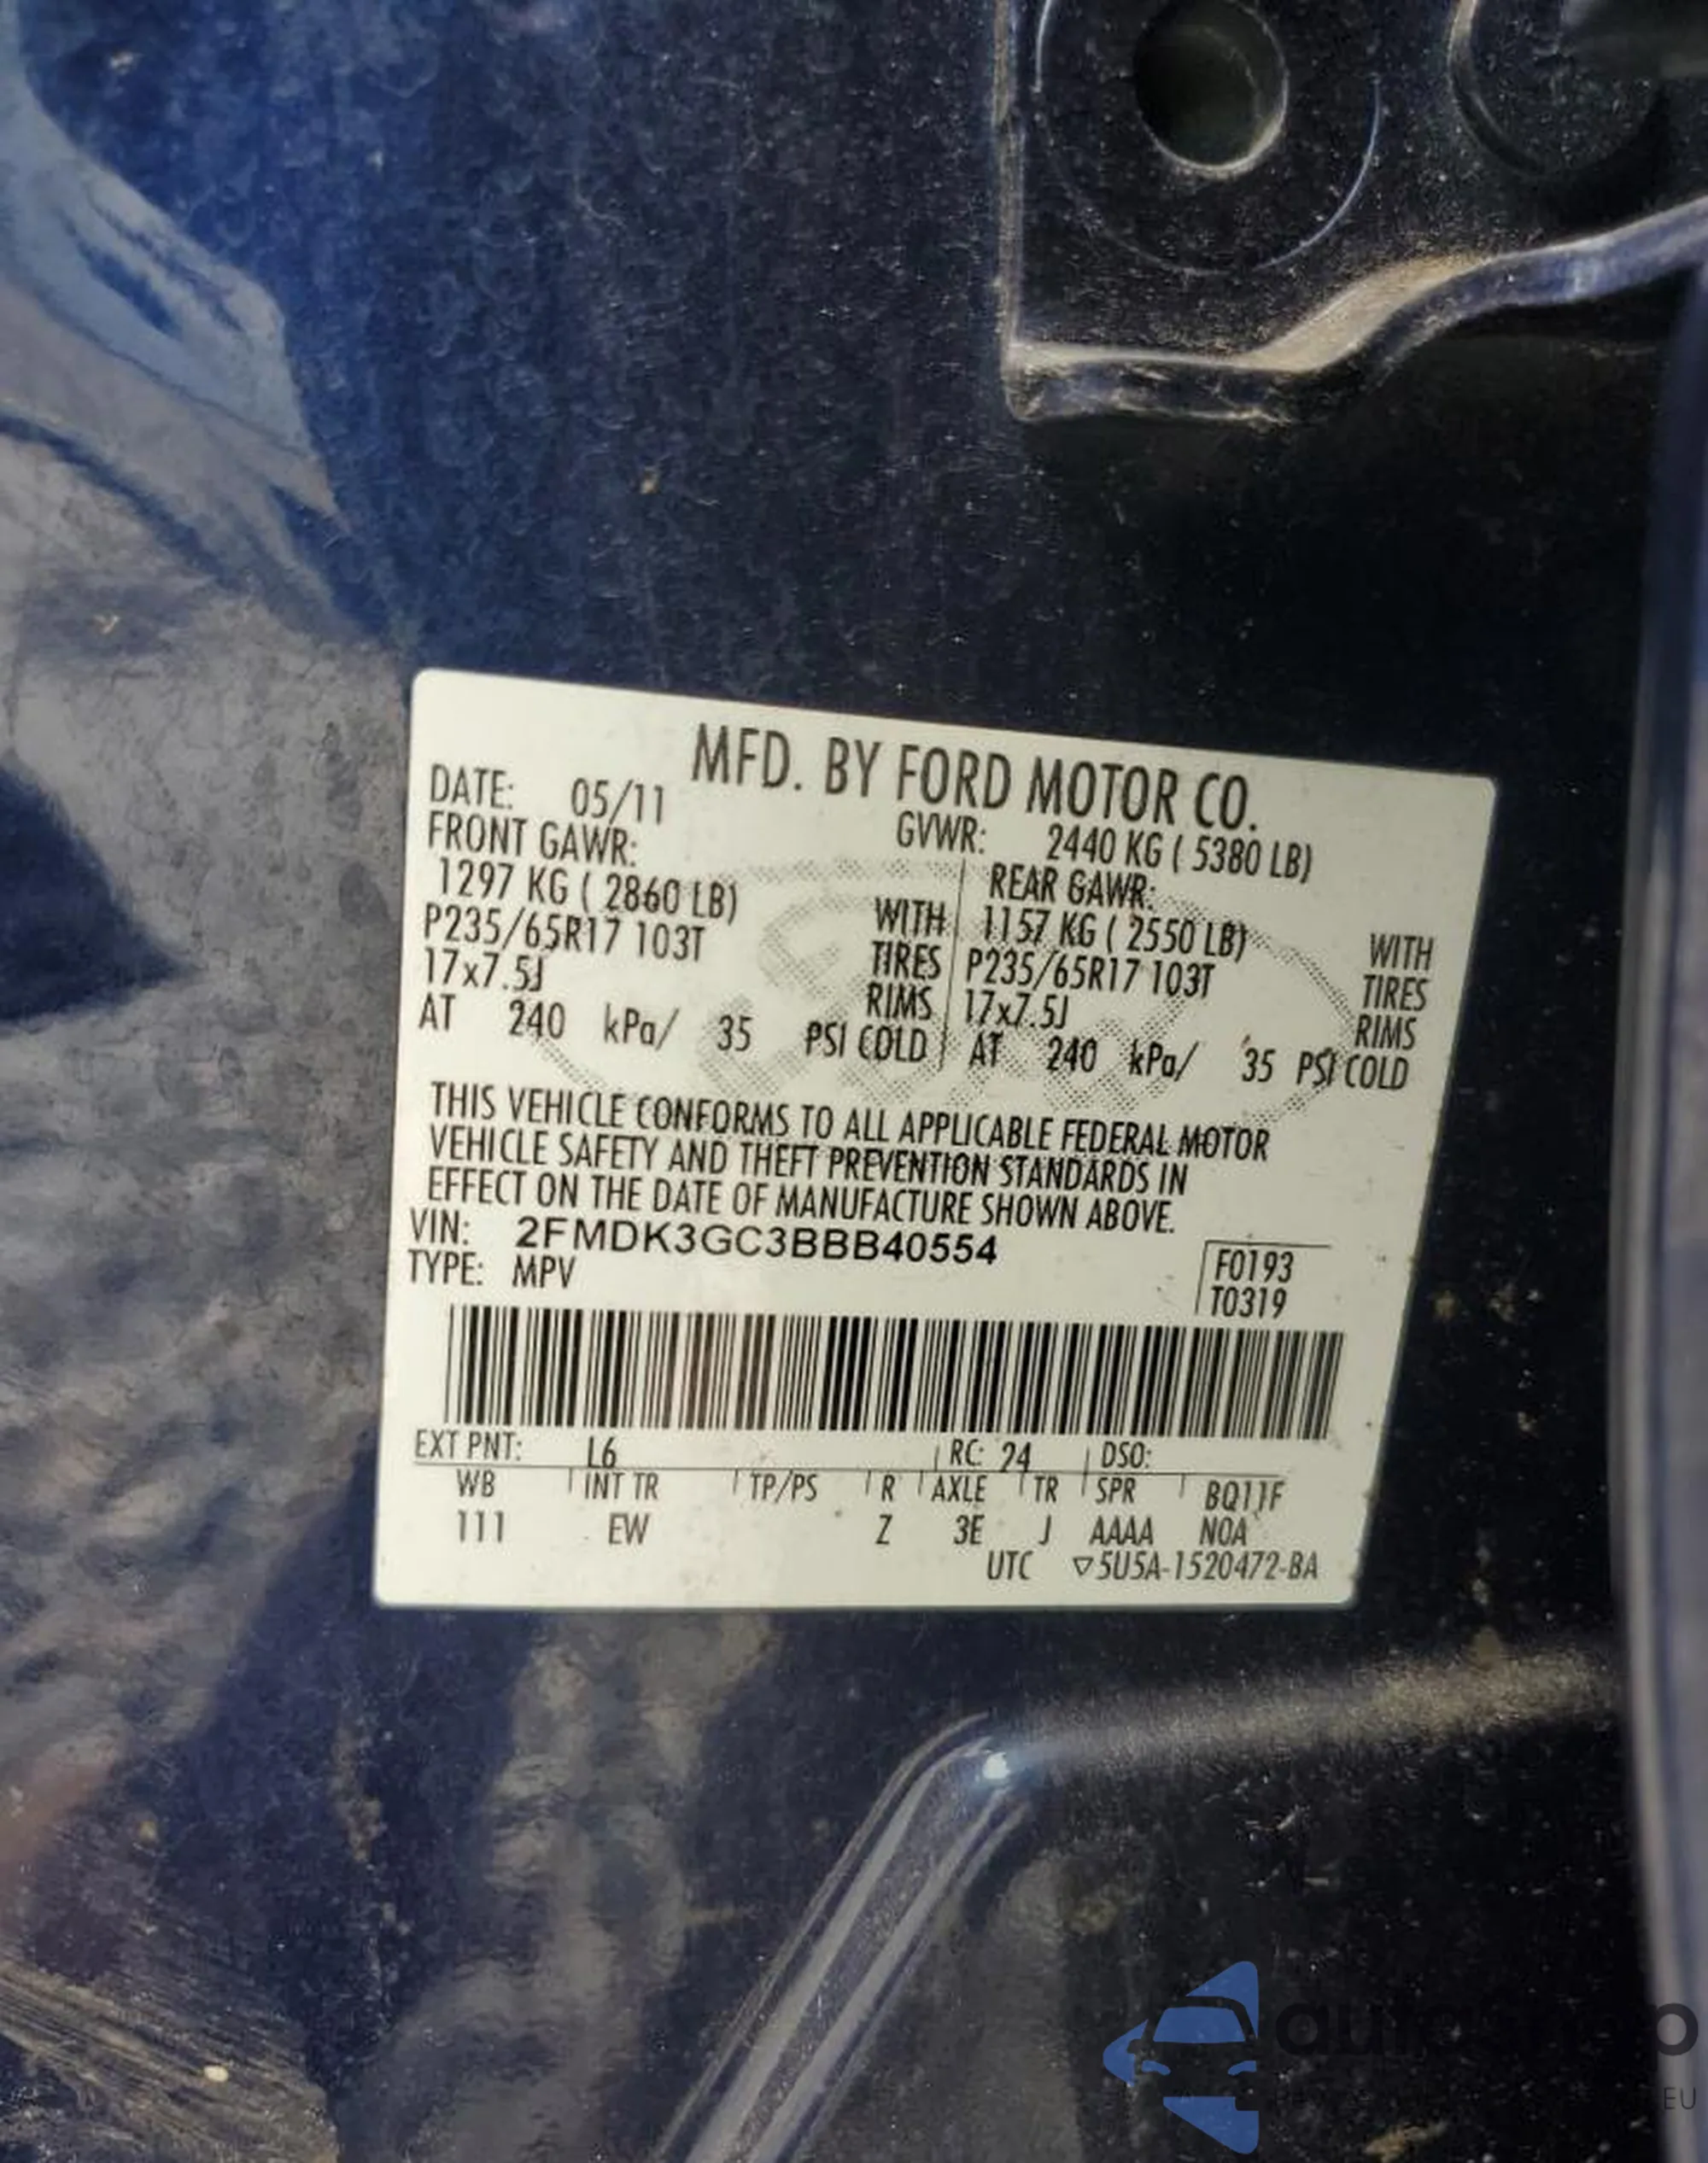 MFD. BY FORD MOTOR CO.
DATE: 05/11 GVWR: 2440 KG ( 5380 LB)
FRONT GAWR: REAR GAWR:
1297 KG ( 2860 LB) WITH 1157 KG ( 2550 LB) WITH
P235/65R17 103T TIRES P235/65R17 103T TIRES
17x7.5J RIMS 17x7.5J RIMS
AT 240 kPa/ 35 PSI COLD AT 240 kPa/ 35 PSI COLD
THIS VEHICLE CONFORMS TO ALL APPLICABLE FEDERAL MOTOR
VEHICLE SAFETY AND THEFT PREVENTION STANDARDS IN
EFFECT ON THE DATE OF MANUFACTURE SHOWN ABOVE.
VIN: 2FMDK3GC3BBB40554
TYPE: MPV
F0193
T0319
EXT PNT: L6 RC: 24 DSO:
WB INT TR TP/PS R AXLE TR SPR BQ11F
111 EW Z 3E J AAAA NOA
UTC ▽5U5A-1520472-BA
autoshop
EU